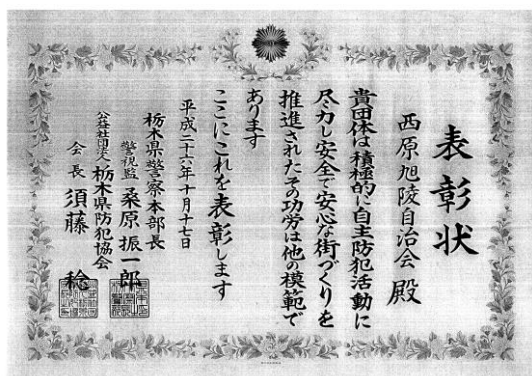 表彰状
西原旭陵自治会 殿
貴団体は積極的に自主防犯活動に
尽力し安全で安心な街づくりを
推進されたその功労は他の模範で
あります
ここにこれを表彰します
平成二十六年十月十七日
栃木県警察本部長
警視監 桑原振一郎
公益社団法人 栃木県防犯協会
会長 須藤 稔